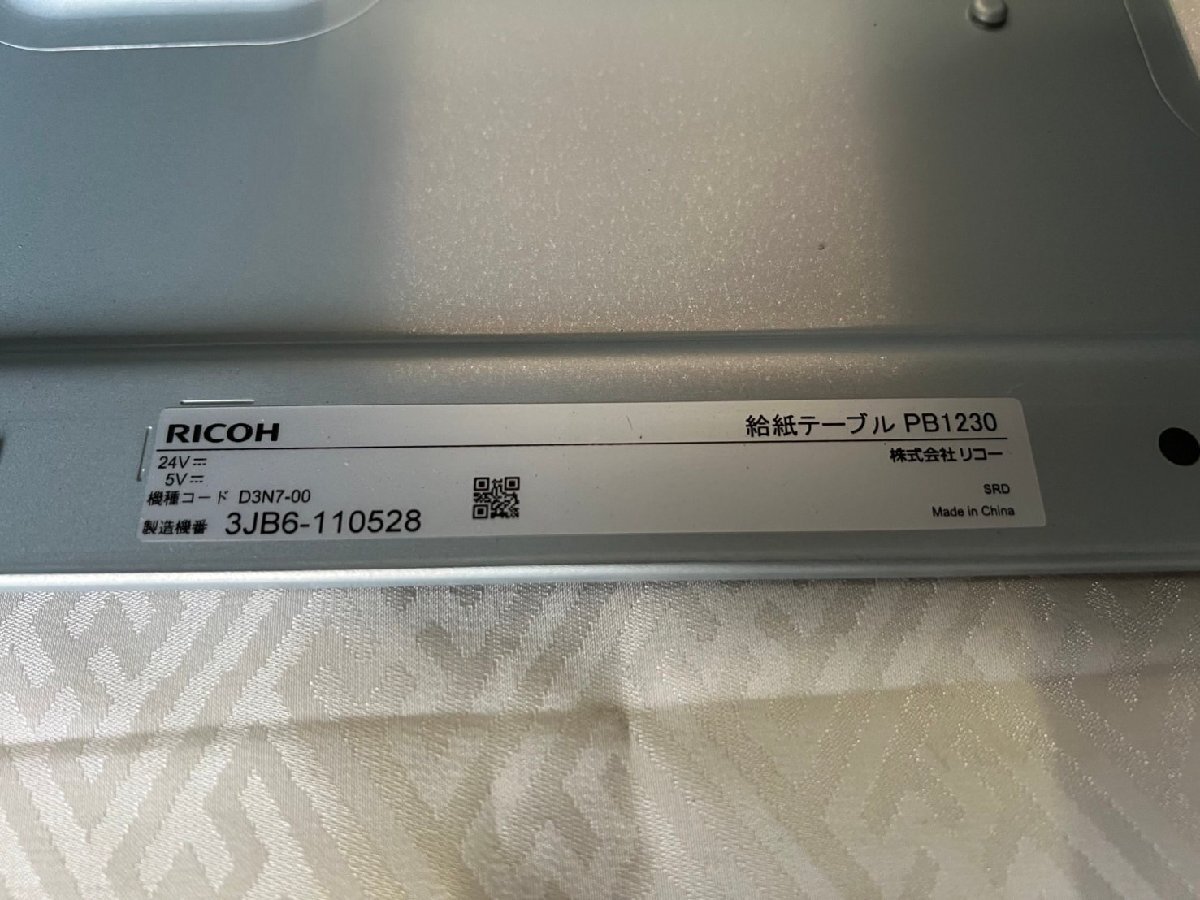 RICOH
給紙テーブル PB1230
24V⎓
5V⎓
株式会社リコー
機種コード D3N7-00
SRD
製造機番 3JB6-110528
Made in China